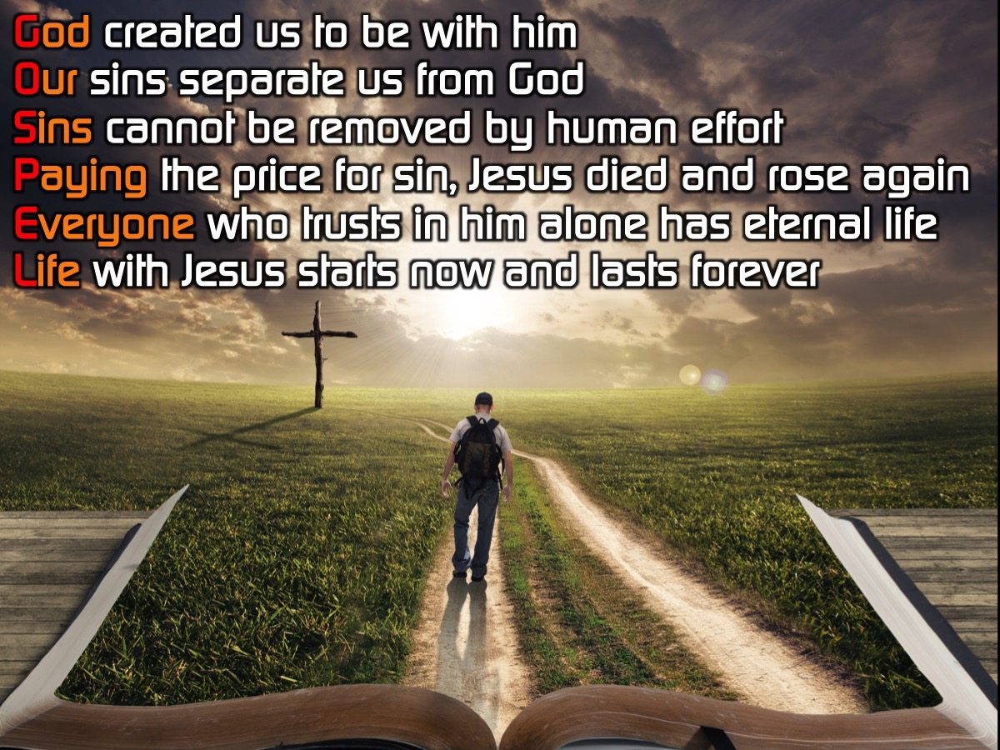 God created us to be with him
Our sins separate us from God
Sins cannot be removed by human effort
Paying the price for sin, Jesus died and rose again
Everyone who trusts in him alone has eternal life
Life with Jesus starts now and lasts forever